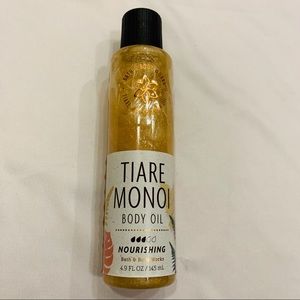 TIARE
MONOI
BODY OIL
NOURISHING
Bath & Body Works
4.9 FL OZ / 145 mL